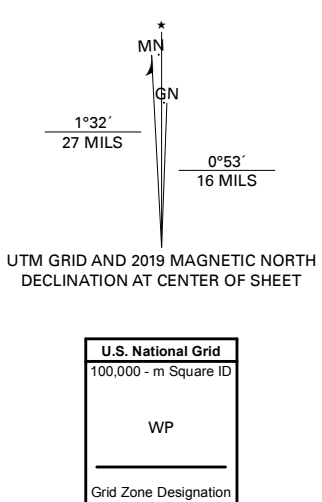 MN
GN
1°32´
27 MILS
0°53´
16 MILS
UTM GRID AND 2019 MAGNETIC NORTH
DECLINATION AT CENTER OF SHEET
U.S. National Grid
100,000 - m Square ID
WP
Grid Zone Designation